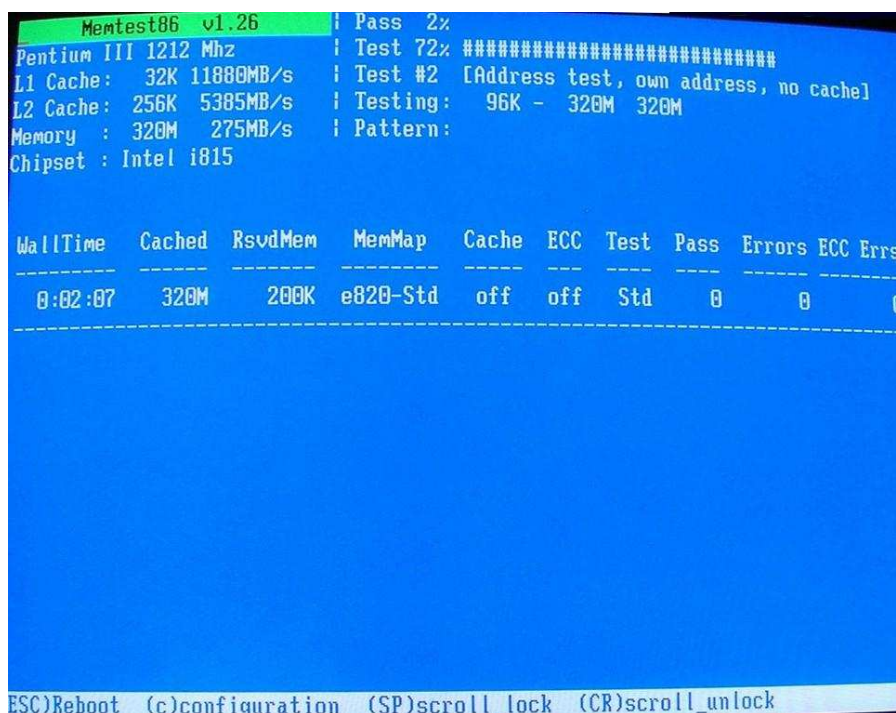 Memtest86 v1.26 | Pass 2%
Pentium III 1212 Mhz | Test 72% ###########################
L1 Cache: 32K 11880MB/s | Test #2 [Address test, own address, no cache]
L2 Cache: 256K 5385MB/s | Testing: 96K - 320M 320M
Memory : 320M 275MB/s | Pattern:
Chipset : Intel i815
WallTime Cached RsvdMem MemMap Cache ECC Test Pass Errors ECC Errs
--------- ------ ------- -------- ----- --- ---- ---- ------ --------
0:02:07 320M 200K e820-Std off off Std 0 0 0
ESC)Reboot (c)configuration (SP)scroll_lock (CR)scroll_unlock